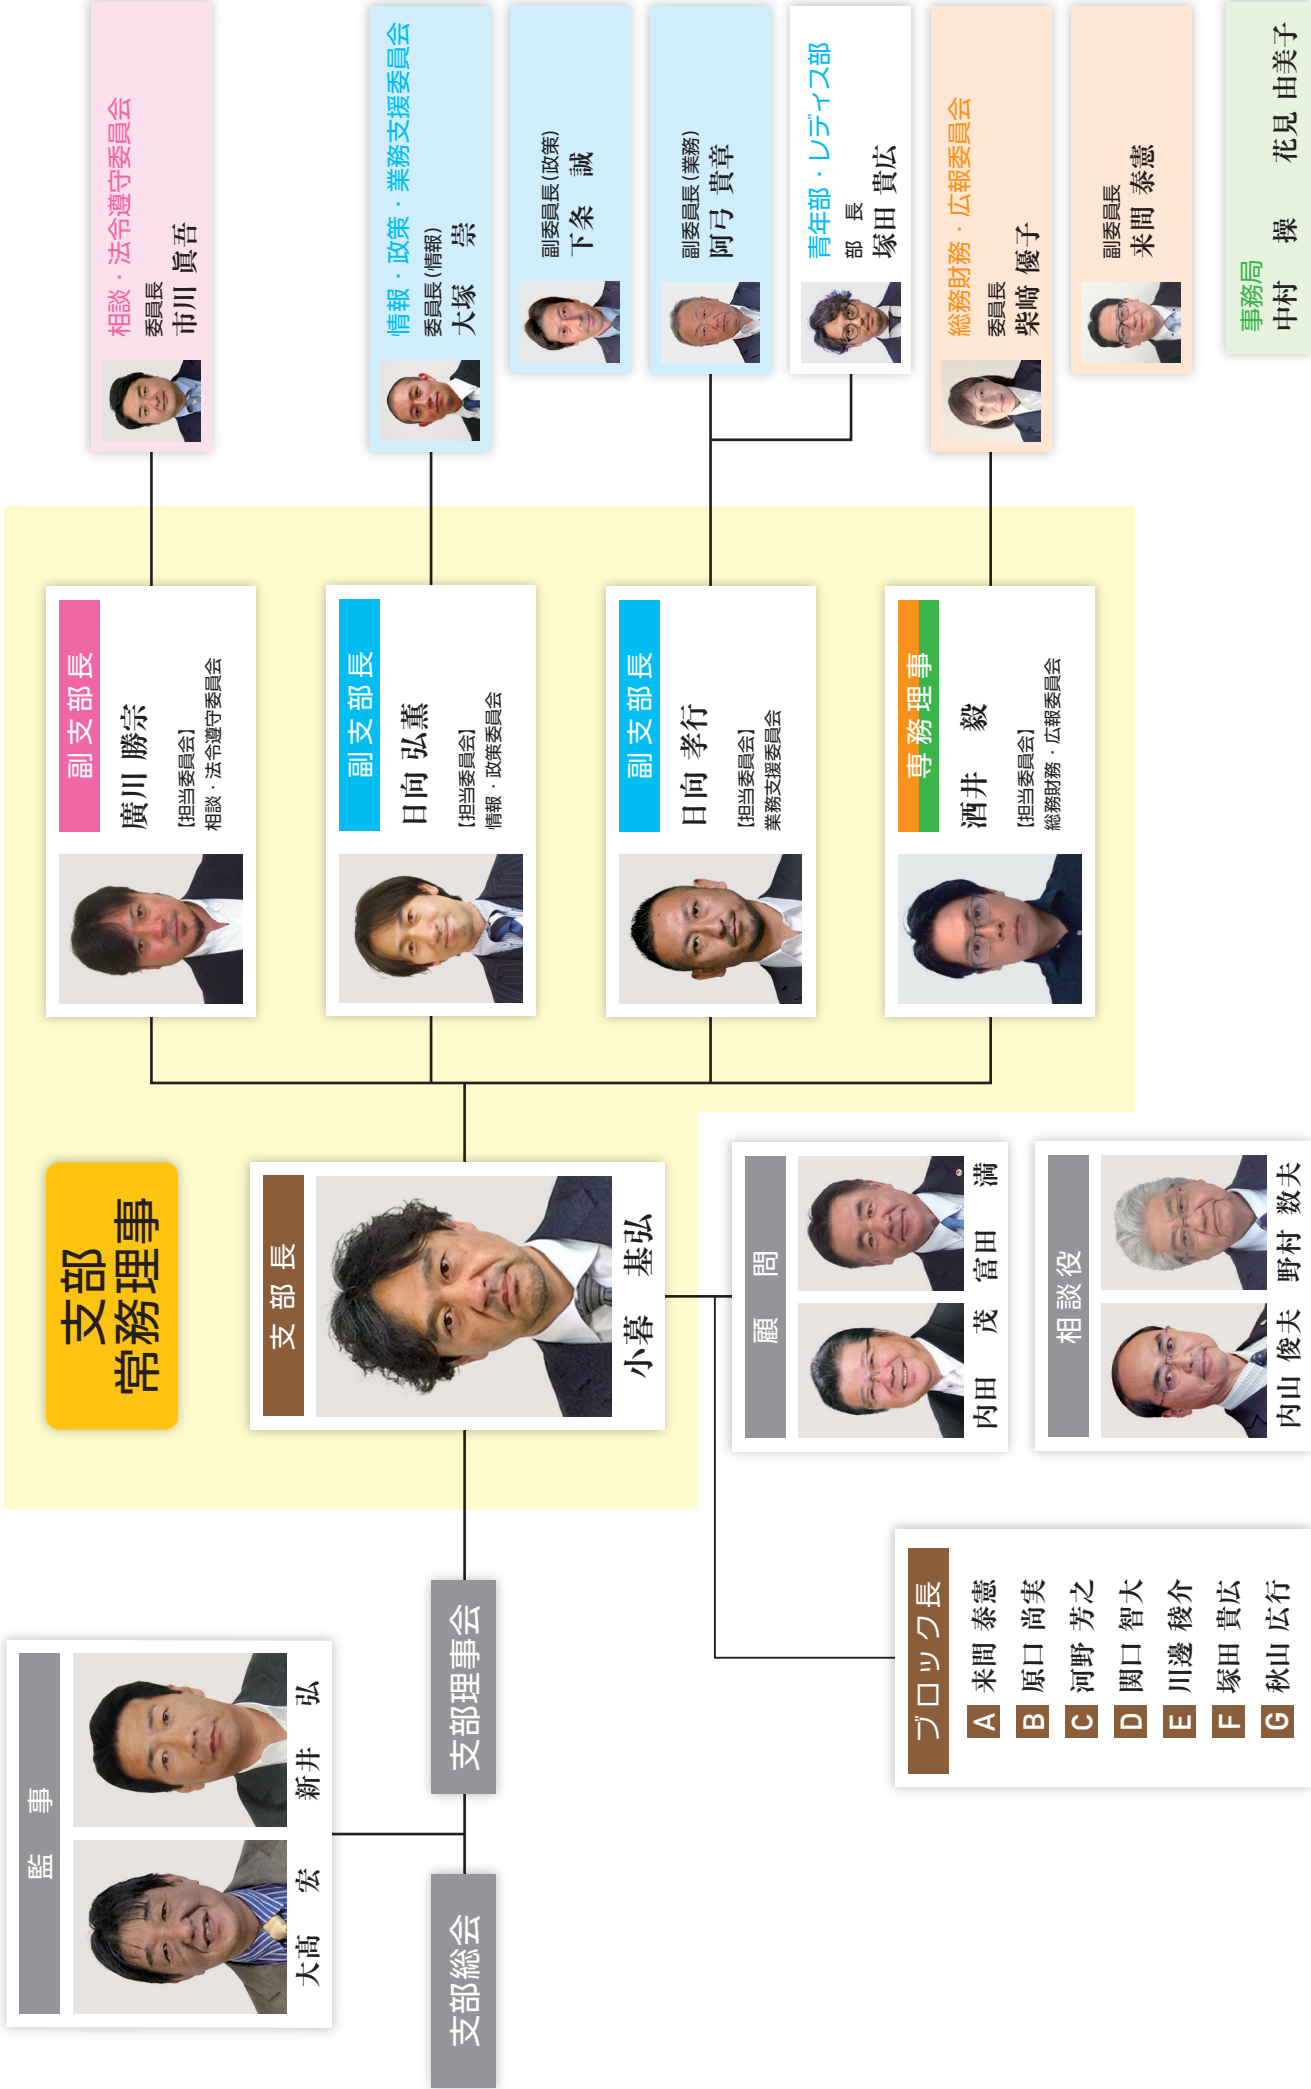 監 事
大髙 宏
新井 弘
支部総会
支部理事会
支部
常務理事
支部長
小暮 基弘
副支部長
廣川 勝宗
【担当委員会】
相談・法令遵守委員会
副支部長
日向 弘薫
【担当委員会】
情報・政策委員会
副支部長
日向 孝行
【担当委員会】
業務支援委員会
専務理事
酒井 毅
【担当委員会】
総務財務・広報委員会
相談・法令遵守委員会
委員長
市川 眞吾
情報・政策・業務支援委員会
委員長(情報)
大塚 崇
副委員長(政策)
下条 誠
副委員長(業務)
阿弓 貴章
青年部・レディス部
部 長
塚田 貴広
総務財務・広報委員会
委員長
柴﨑 優子
副委員長
来間 泰憲
事務局
中村 操 花見 由美子
顧 問
内田 茂
富田 満
相談役
内山 俊夫
野村 数夫
ブロック長
A 来間 泰憲
B 原口 尚実
C 河野 芳之
D 関口 智大
E 川邊 稜介
F 塚田 貴広
G 秋山 広行